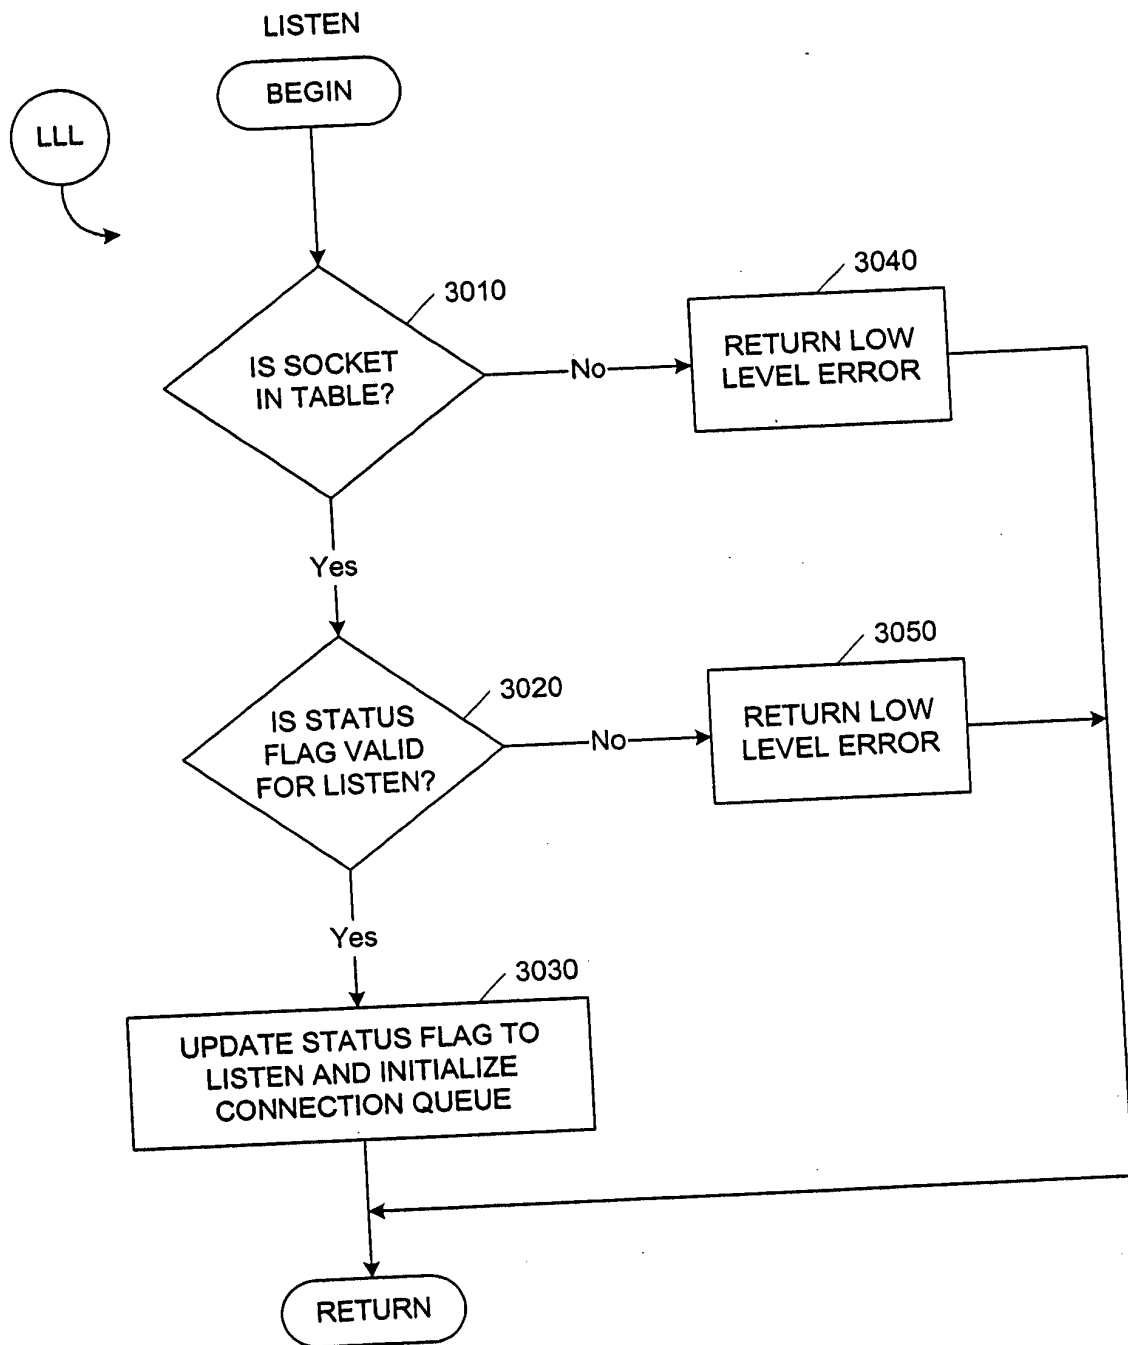 LISTEN
BEGIN
LLL
3010
IS SOCKET
IN TABLE?
No
3040
RETURN LOW
LEVEL ERROR
Yes
3020
IS STATUS
FLAG VALID
FOR LISTEN?
No
3050
RETURN LOW
LEVEL ERROR
Yes
3030
UPDATE STATUS FLAG TO
LISTEN AND INITIALIZE
CONNECTION QUEUE
RETURN